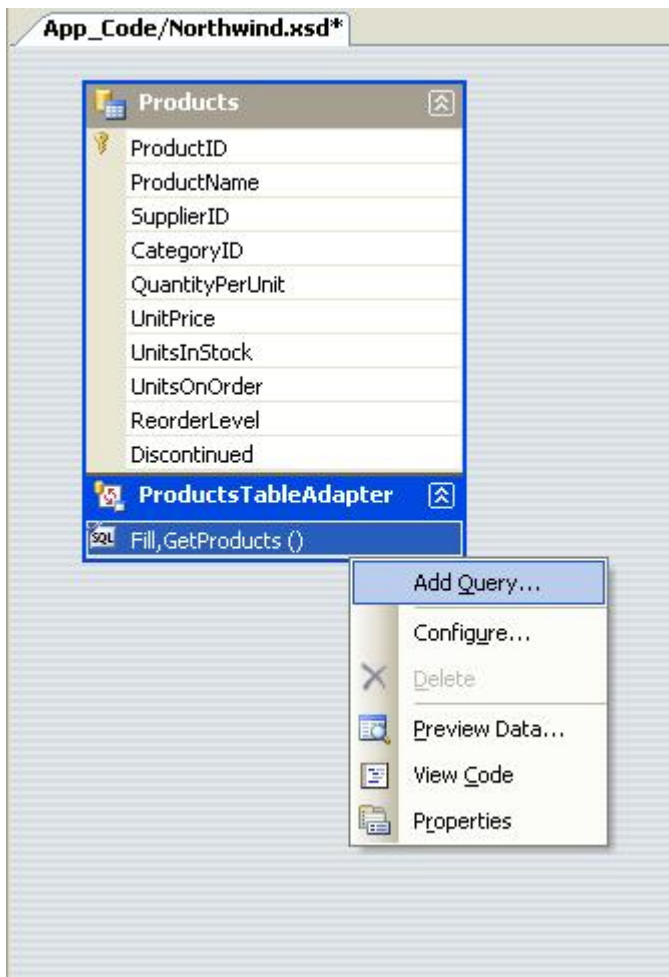 App_Code/Northwind.xsd*
Products
ProductID
ProductName
SupplierID
CategoryID
QuantityPerUnit
UnitPrice
UnitsInStock
UnitsOnOrder
ReorderLevel
Discontinued
ProductsTableAdapter
SQL Fill,GetProducts ()
Add Query...
Configure...
Delete
Preview Data...
View Code
Properties